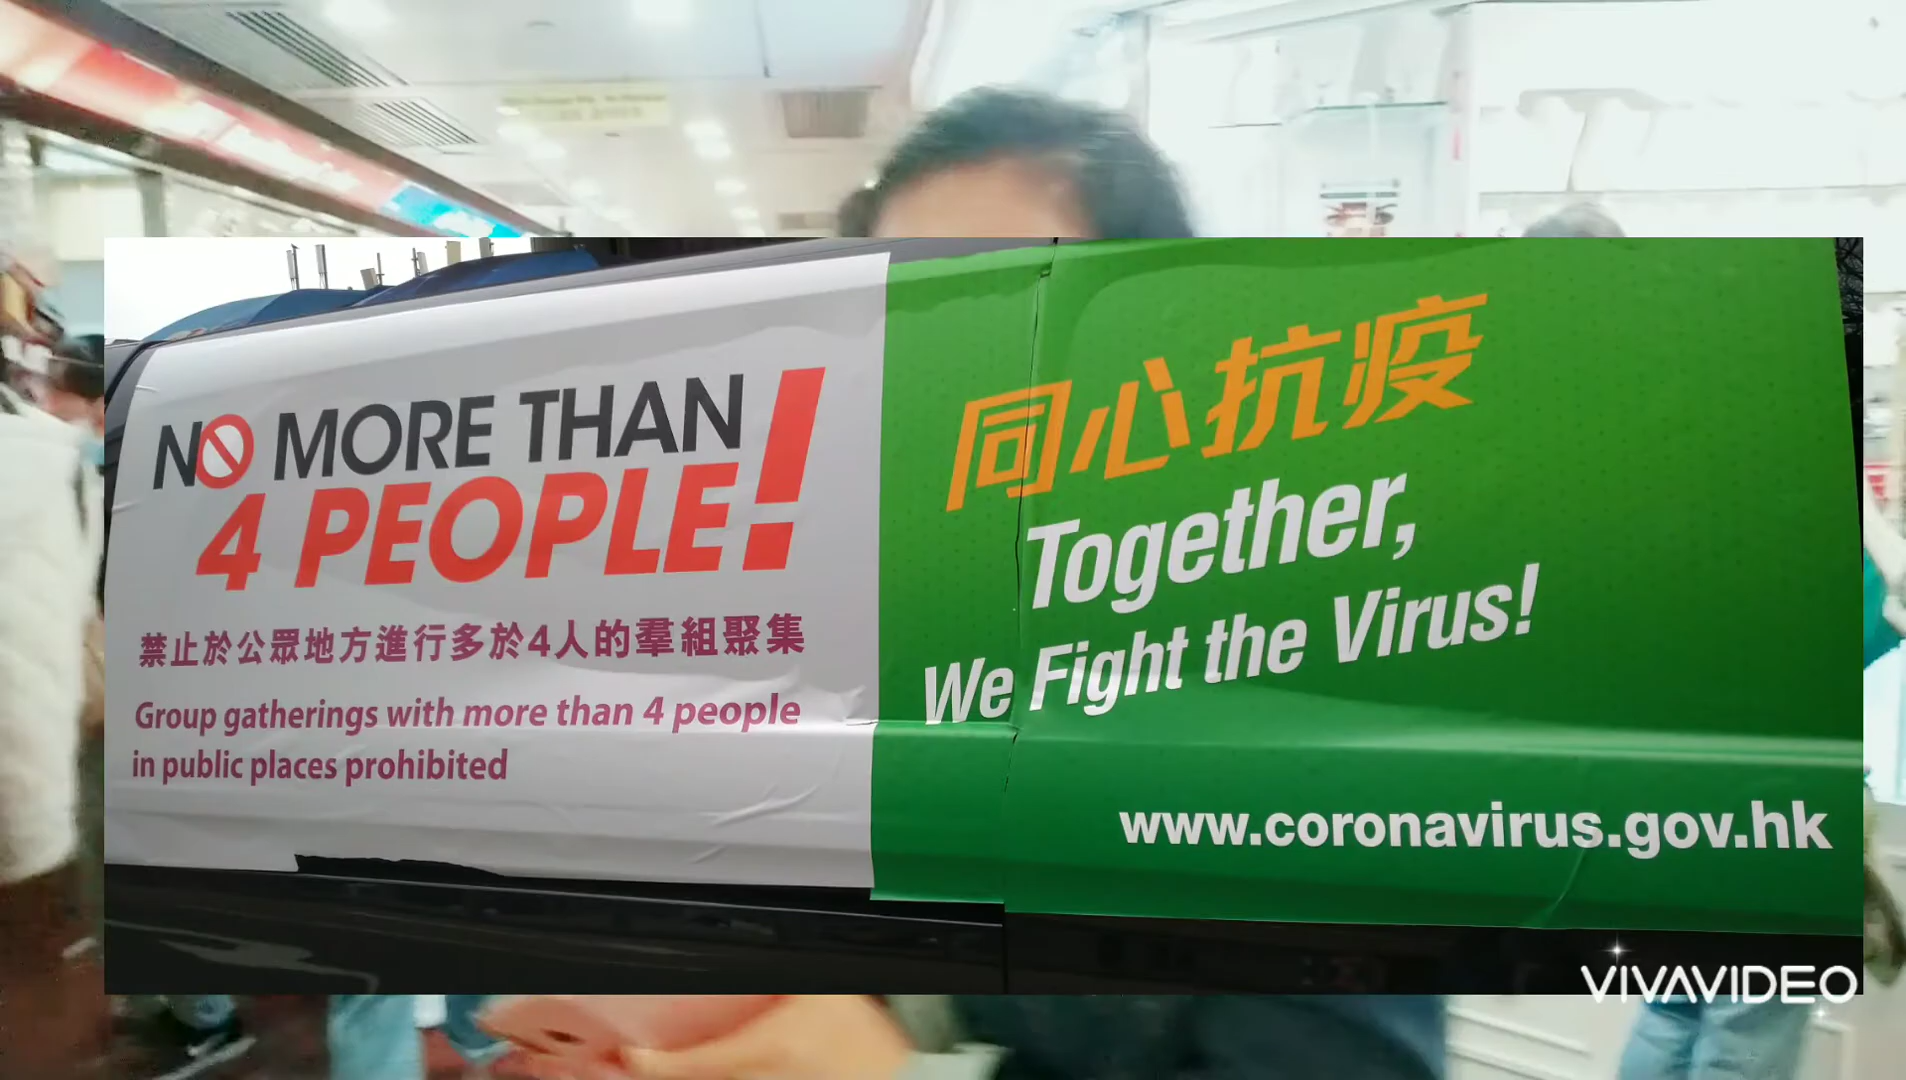 NO MORE THAN
4 PEOPLE!
禁止於公眾地方進行多於4人的羣組聚集
Group gatherings with more than 4 people
in public places prohibited
同心抗疫
Together,
We Fight the Virus!
www.coronavirus.gov.hk
VIVAVIDEO